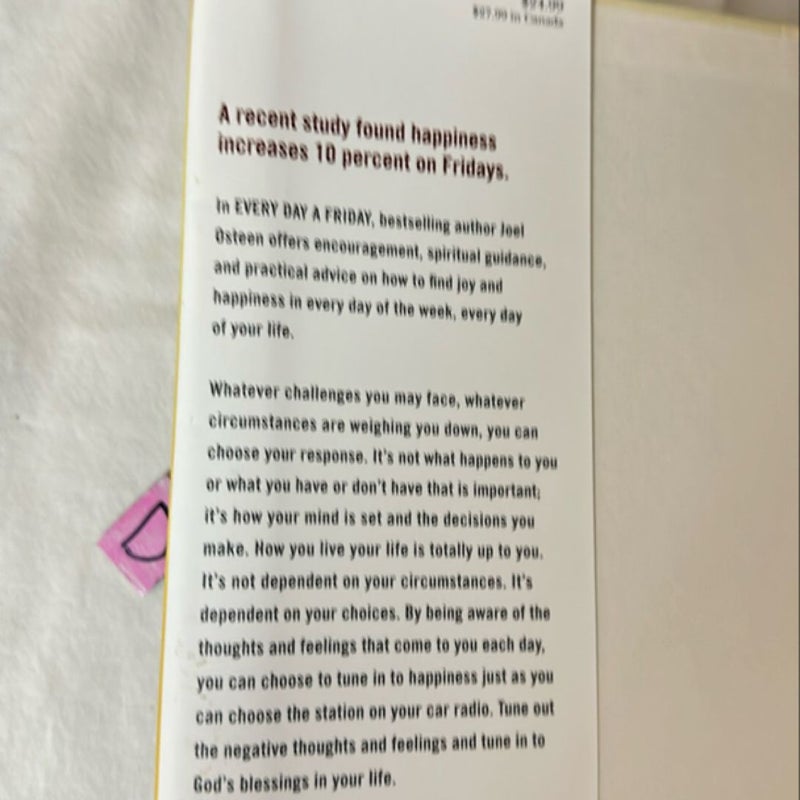 $24.99
$27.99 in Canada
A recent study found happiness
increases 10 percent on Fridays.
In EVERY DAY A FRIDAY, bestselling author Joel
Osteen offers encouragement, spiritual guidance,
and practical advice on how to find joy and
happiness in every day of the week, every day
of your life.
Whatever challenges you may face, whatever
circumstances are weighing you down, you can
choose your response. It's not what happens to you
or what you have or don't have that is important;
it's how your mind is set and the decisions you
make. How you live your life is totally up to you.
It's not dependent on your circumstances. It's
dependent on your choices. By being aware of the
thoughts and feelings that come to you each day,
you can choose to tune in to happiness just as you
can choose the station on your car radio. Tune out
the negative thoughts and feelings and tune in to
God's blessings in your life.
D